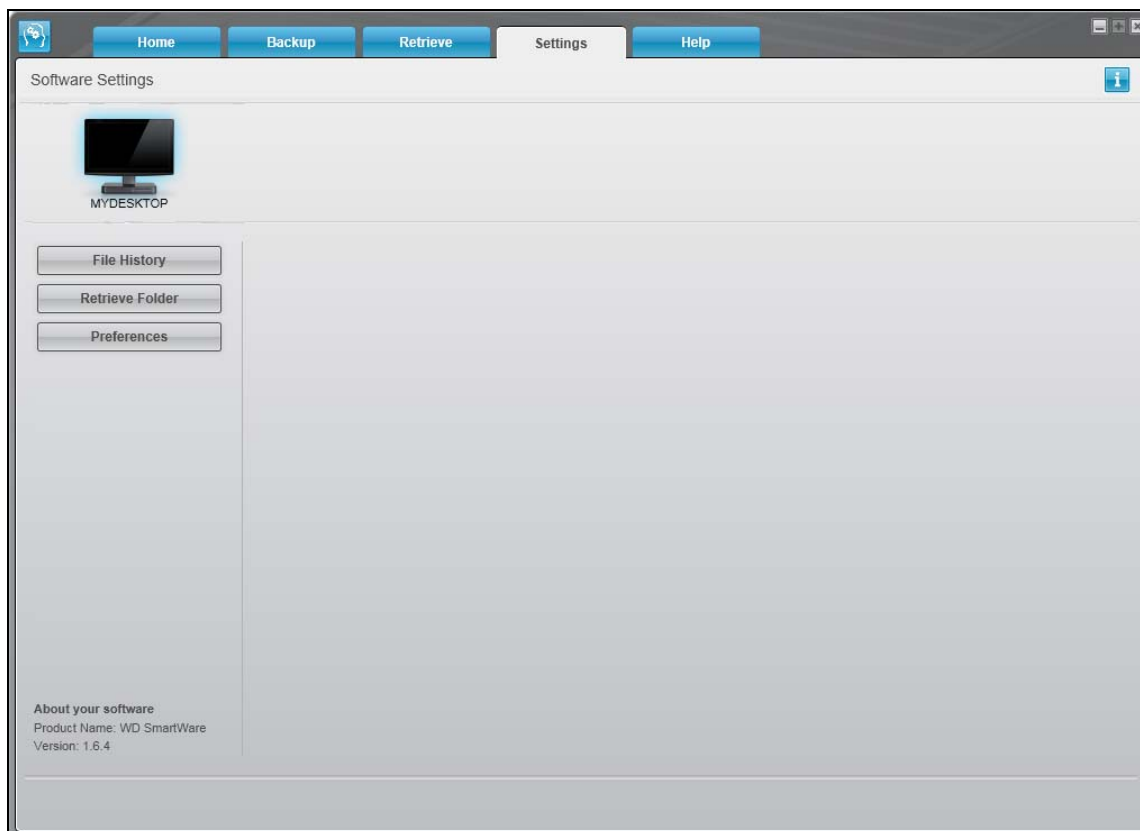 Home
Backup
Retrieve
Settings
Help
Software Settings
MYDESKTOP
File History
Retrieve Folder
Preferences
About your software
Product Name: WD SmartWare
Version: 1.6.4